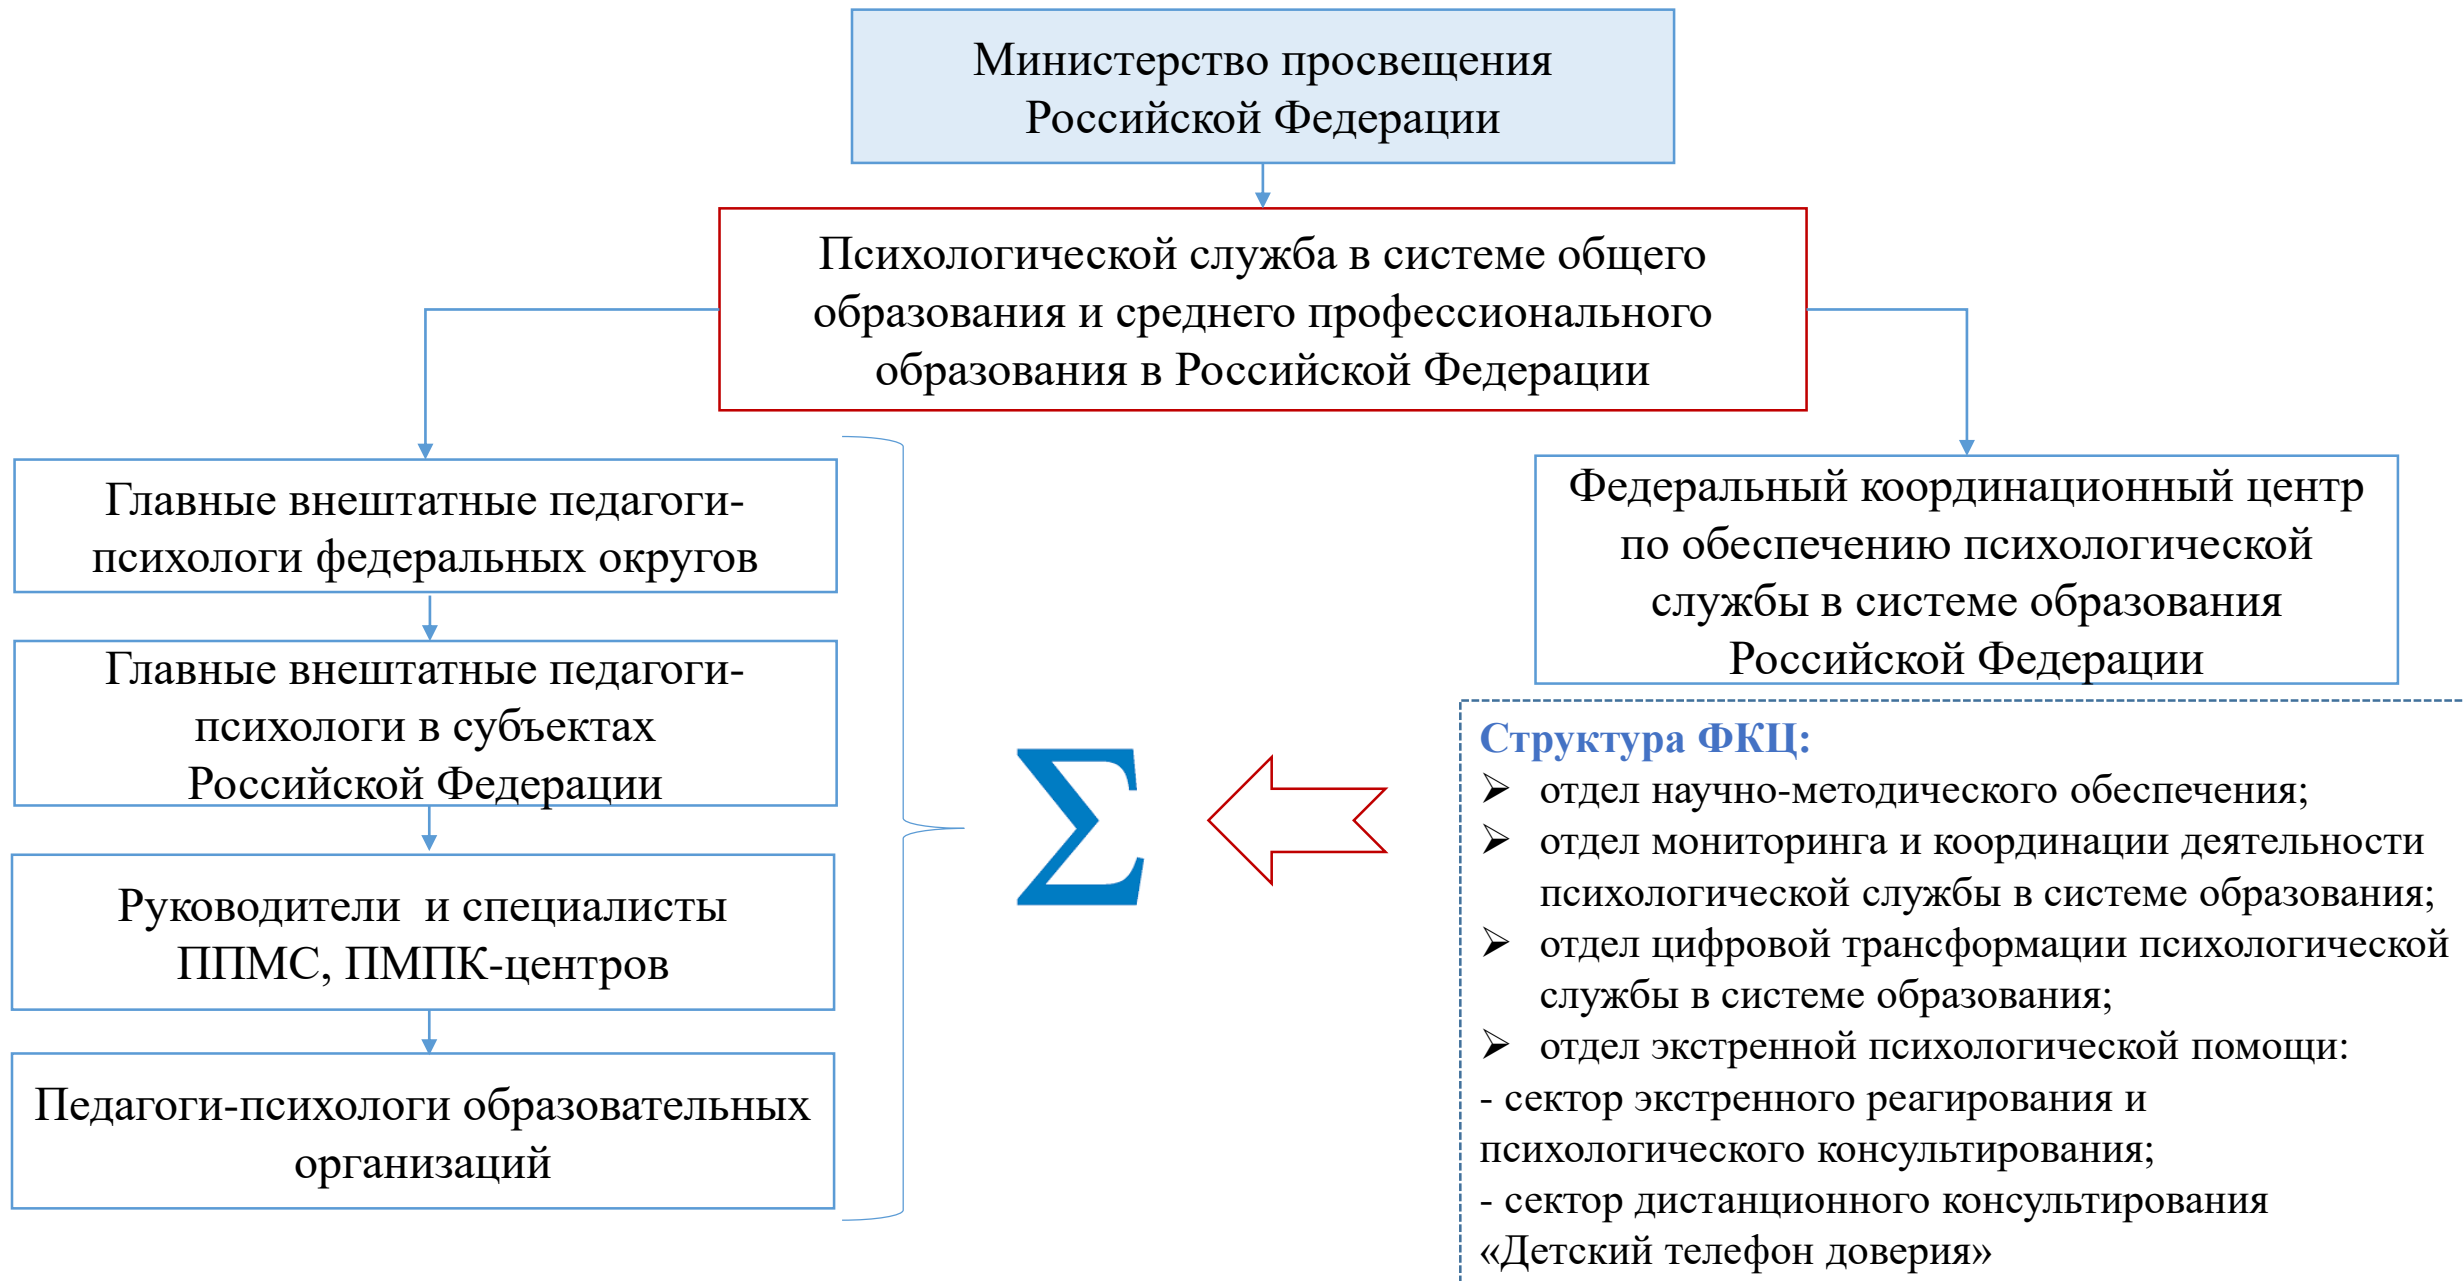 Министерство просвещения
Российской Федерации
Психологической служба в системе общего
образования и среднего профессионального
образования в Российской Федерации
Главные внештатные педагоги-
психологи федеральных округов
Главные внештатные педагоги-
психологи в субъектах
Российской Федерации
Руководители  и специалисты
ППМС, ПМПК-центров
Педагоги-психологи образовательных
организаций
Σ
Федеральный координационный центр
по обеспечению психологической
службы в системе образования
Российской Федерации
Структура ФКЦ:
➢ отдел научно-методического обеспечения;
➢ отдел мониторинга и координации деятельности
психологической службы в системе образования;
➢ отдел цифровой трансформации психологической
службы в системе образования;
➢ отдел экстренной психологической помощи:
- сектор экстренного реагирования и
психологического консультирования;
- сектор дистанционного консультирования
«Детский телефон доверия»